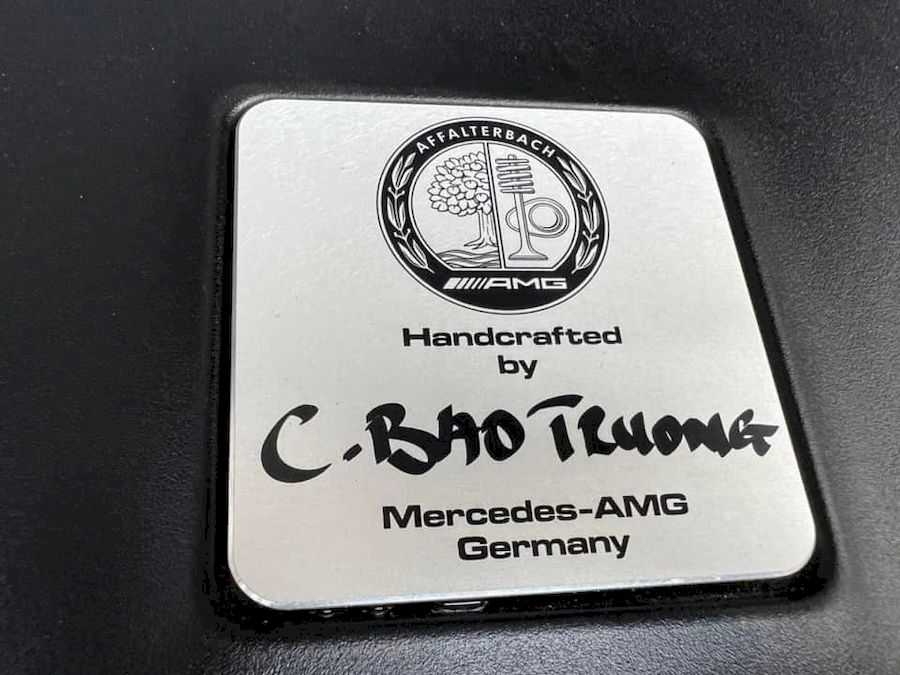 AFFALTERBACH
AMG
Handcrafted
by
C. BAO TRUONG
Mercedes-AMG
Germany